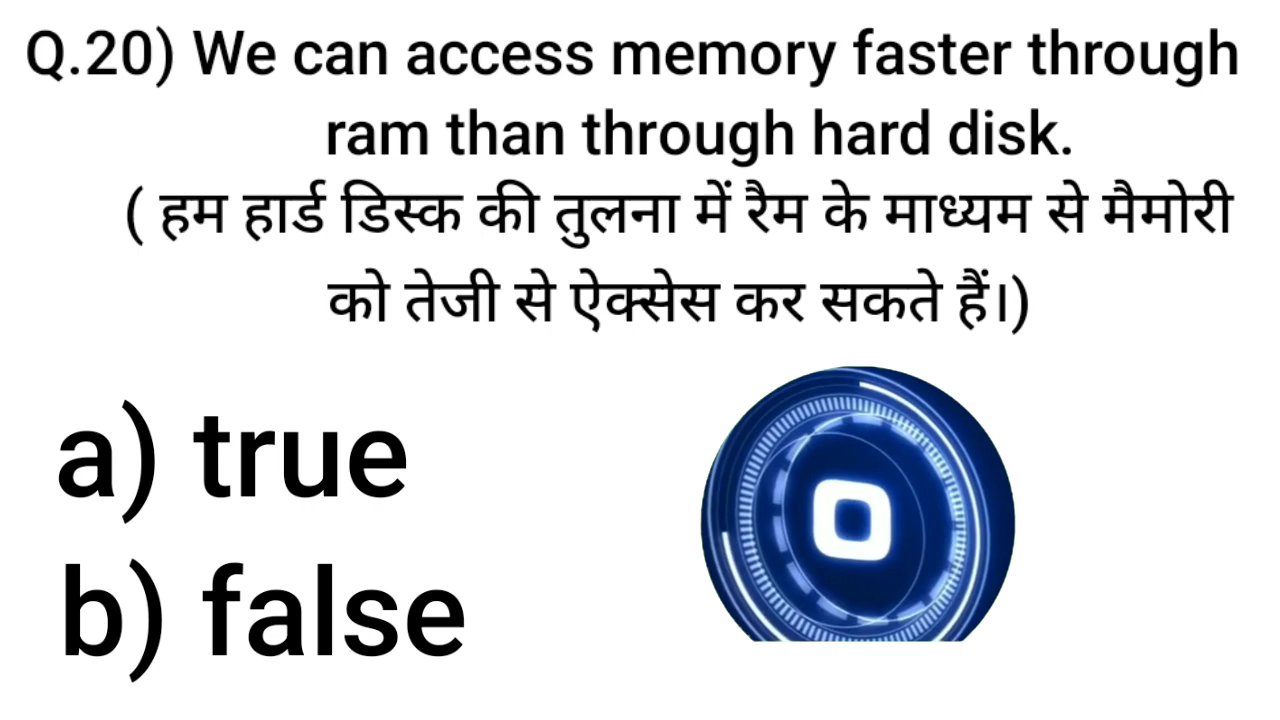 Q.20) We can access memory faster through
ram than through hard disk.
( हम हार्ड डिस्क की तुलना में रैम के माध्यम से मैमोरी
को तेजी से ऐक्सेस कर सकते हैं।)
a) true
b) false